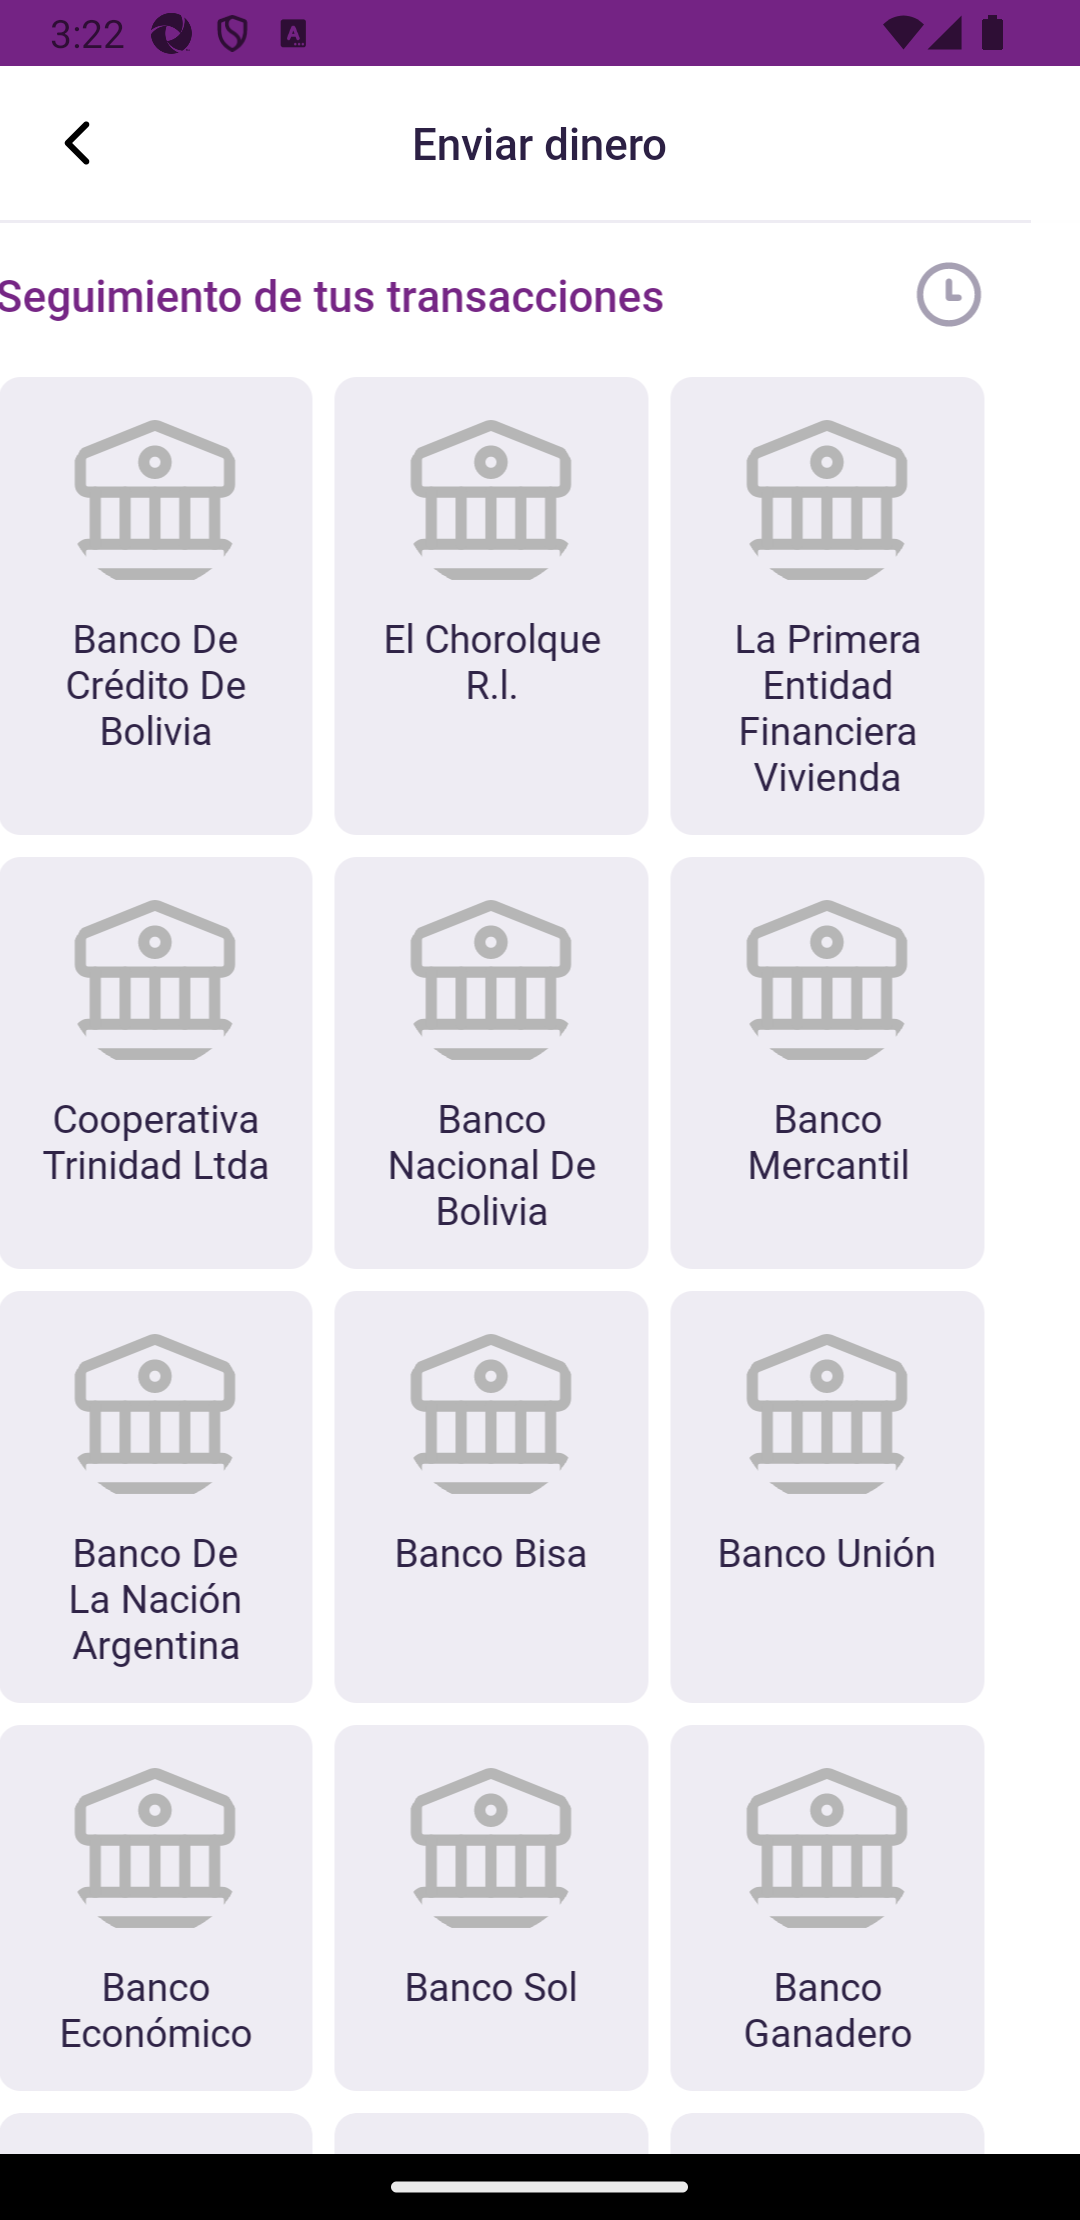 3:22
Enviar dinero
Seguimiento de tus transacciones
Banco De
Crédito De
Bolivia
El Chorolque
R.l.
La Primera
Entidad
Financiera
Vivienda
Cooperativa
Trinidad Ltda
Banco
Nacional De
Bolivia
Banco
Mercantil
Banco De
La Nación
Argentina
Banco Bisa
Banco Unión
Banco
Económico
Banco Sol
Banco
Ganadero